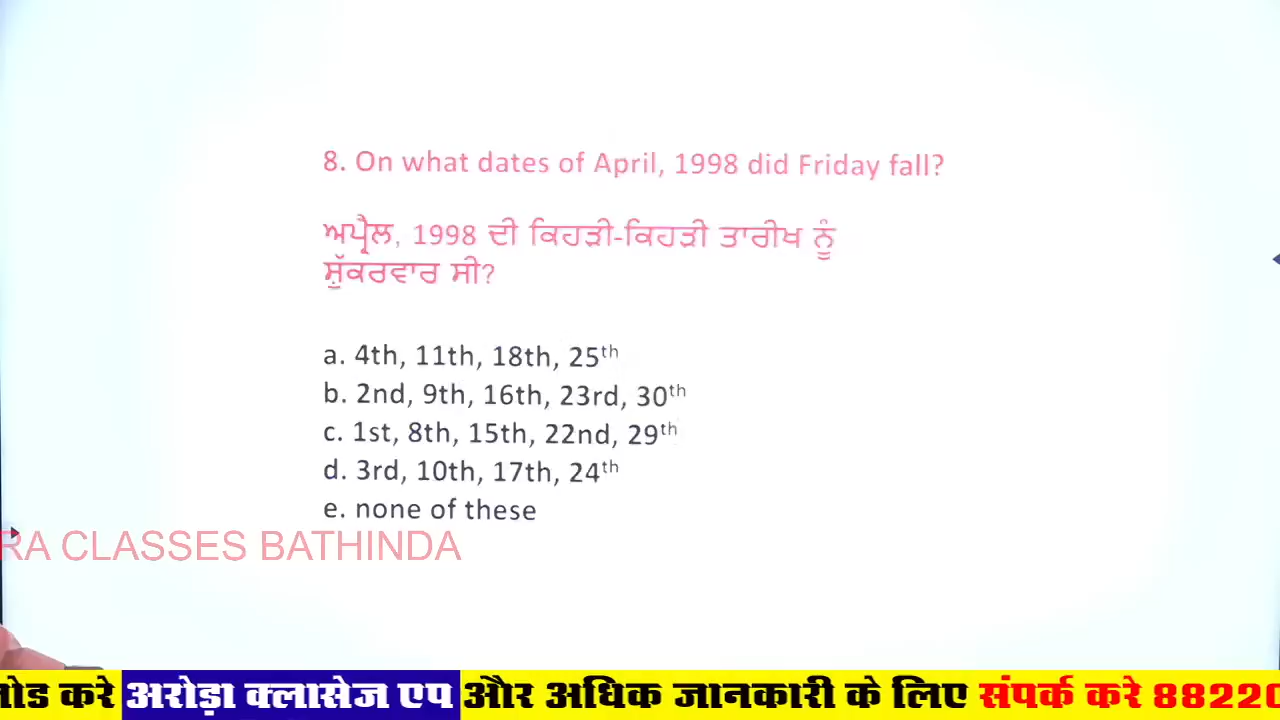 8. On what dates of April, 1998 did Friday fall?
ਅਪ੍ਰੈਲ, 1998 ਦੀ ਕਿਹੜੀ-ਕਿਹੜੀ ਤਾਰੀਖ ਨੂੰ
ਸ਼ੁੱਕਰਵਾਰ ਸੀ?
a. 4th, 11th, 18th, 25th
b. 2nd, 9th, 16th, 23rd, 30th
c. 1st, 8th, 15th, 22nd, 29th
d. 3rd, 10th, 17th, 24th
e. none of these
RA CLASSES BATHINDA
करे अरोड़ा क्लासेज एप और अधिक जानकारी के लिए संपर्क करे 88220